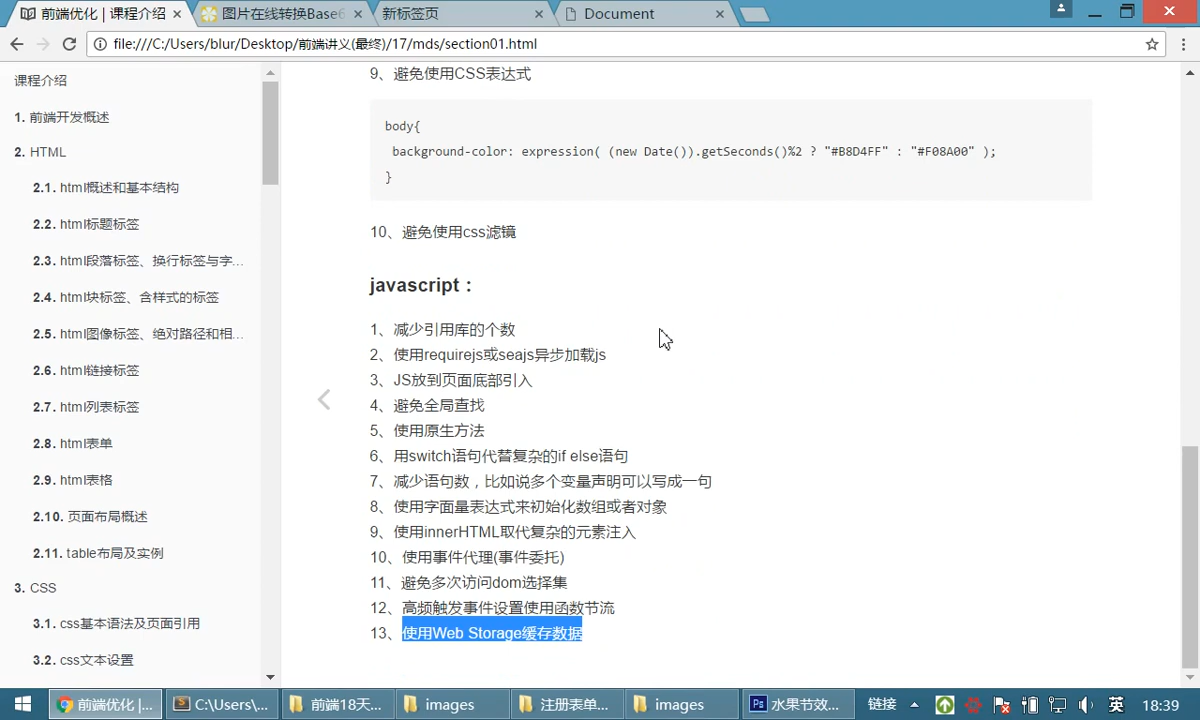 前端优化 | 课程介绍
图片在线转换Base6
新标签页
Document
file:///C:/Users/blur/Desktop/前端讲义(最终)/17/mds/section01.html
课程介绍
1. 前端开发概述
2. HTML
2.1. html概述和基本结构
2.2. html标题标签
2.3. html段落标签、换行标签与字...
2.4. html块标签、含样式的标签
2.5. html图像标签、绝对路径和相...
2.6. html链接标签
2.7. html列表标签
2.8. html表单
2.9. html表格
2.10. 页面布局概述
2.11. table布局及实例
3. CSS
3.1. css基本语法及页面引用
3.2. css文本设置
9、避免使用CSS表达式
body{
background-color: expression( (new Date()).getSeconds()%2 ? "#B8D4FF" : "#F08A00" );
}
10、避免使用css滤镜
javascript：
1、减少引用库的个数
2、使用requirejs或seajs异步加载js
3、JS放到页面底部引入
4、避免全局查找
5、使用原生方法
6、用switch语句代替复杂的if else语句
7、减少语句数，比如说多个变量声明可以写成一句
8、使用字面量表达式来初始化数组或者对象
9、使用innerHTML取代复杂的元素注入
10、使用事件代理(事件委托)
11、避免多次访问dom选择集
12、高频触发事件设置使用函数节流
13、使用Web Storage缓存数据
前端优化 |...
C:\Users\...
前端18天...
images
注册表单...
images
Ps 水果节效...
链接
英
18:39